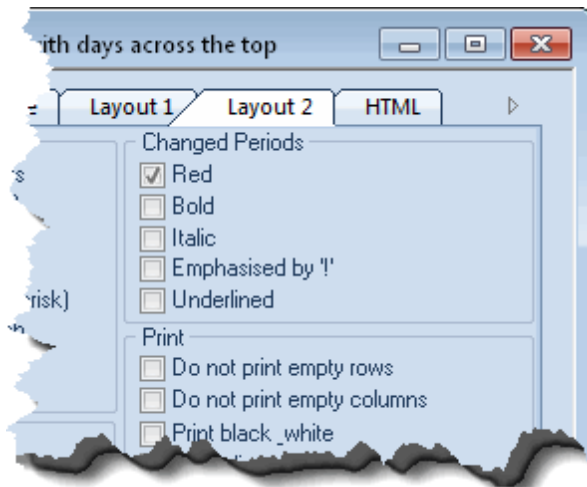 with days across the top
Layout 1 Layout 2 HTML
Changed Periods
Red
Bold
Italic
Emphasised by '!'
Underlined
risk)
Print
Do not print empty rows
Do not print empty columns
Print black _white